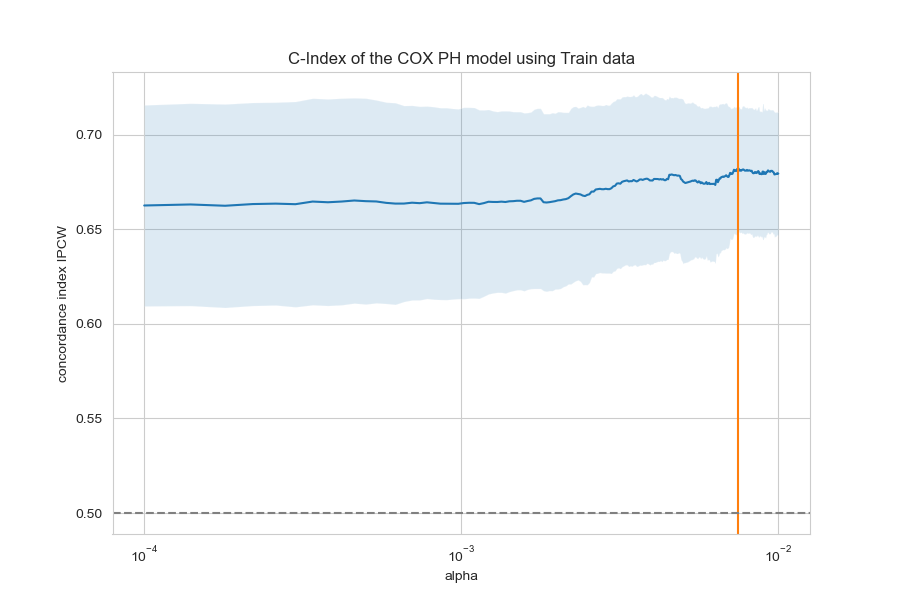 C-Index of the COX PH model using Train data
concordance index IPCW
0.70
0.65
0.60
0.55
0.50
10⁻⁴ 10⁻³ 10⁻²
alpha